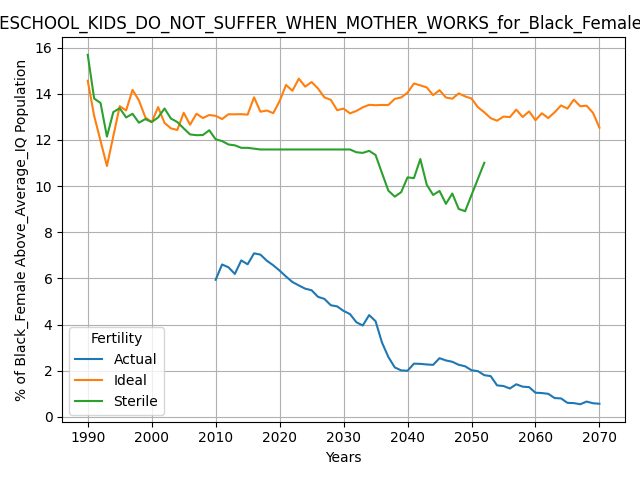 ESCHOOL_KIDS_DO_NOT_SUFFER_WHEN_MOTHER_WORKS_for_Black_Female
% of Black_Female Above_Average_IQ Population
16
14
12
10
8
6
4
2
0
Fertility
Actual
Ideal
Sterile
1990 2000 2010 2020 2030 2040 2050 2060 2070
Years